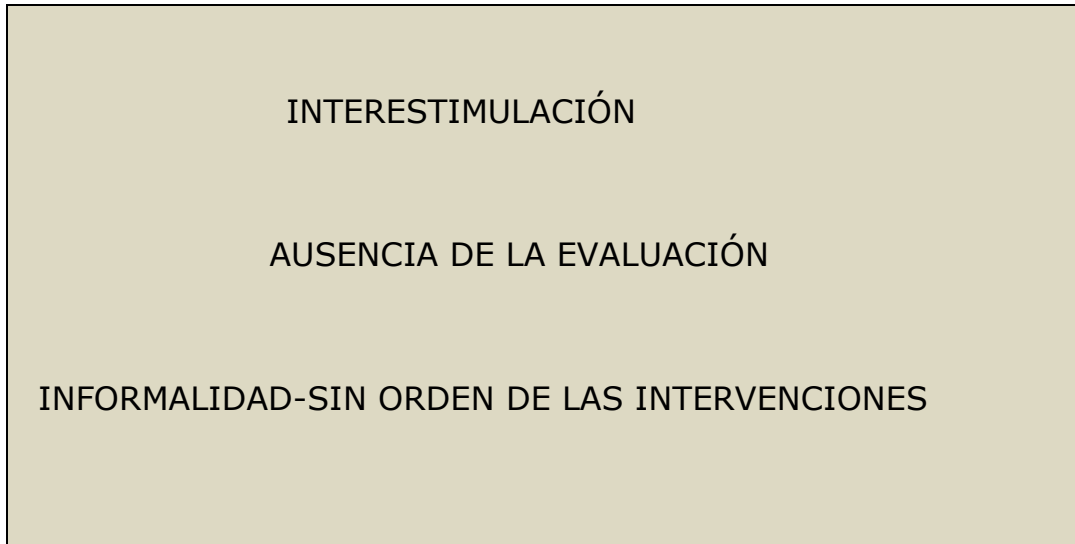 INTERESTIMULACIÓN
AUSENCIA DE LA EVALUACIÓN
INFORMALIDAD-SIN ORDEN DE LAS INTERVENCIONES